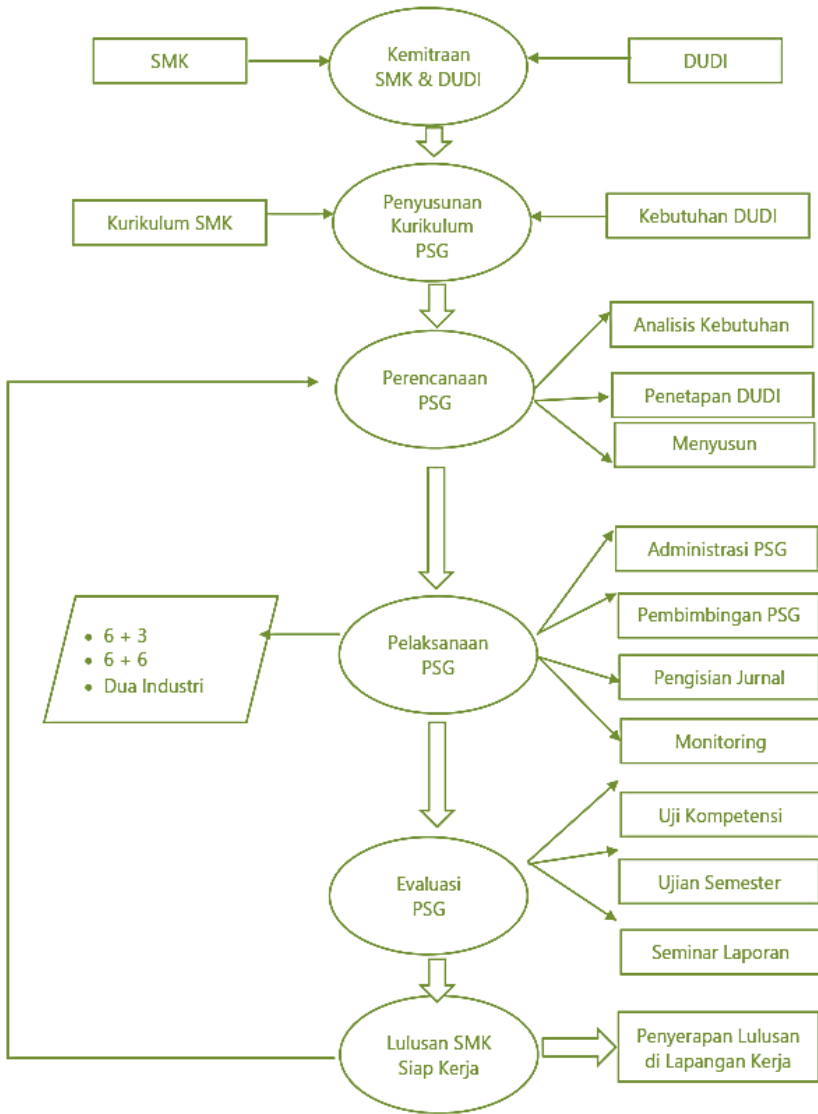 SMK
Kemitraan
SMK & DUDI
DUDI
Kurikulum SMK
Penyusunan
Kurikulum
PSG
Kebutuhan DUDI
Perencanaan
PSG
Analisis Kebutuhan
Penetapan DUDI
Menyusun
• 6 + 3
• 6 + 6
• Dua Industri
Pelaksanaan
PSG
Administrasi PSG
Pembimbingan PSG
Pengisian Jurnal
Monitoring
Evaluasi
PSG
Uji Kompetensi
Ujian Semester
Seminar Laporan
Lulusan SMK
Siap Kerja
Penyerapan Lulusan
di Lapangan Kerja